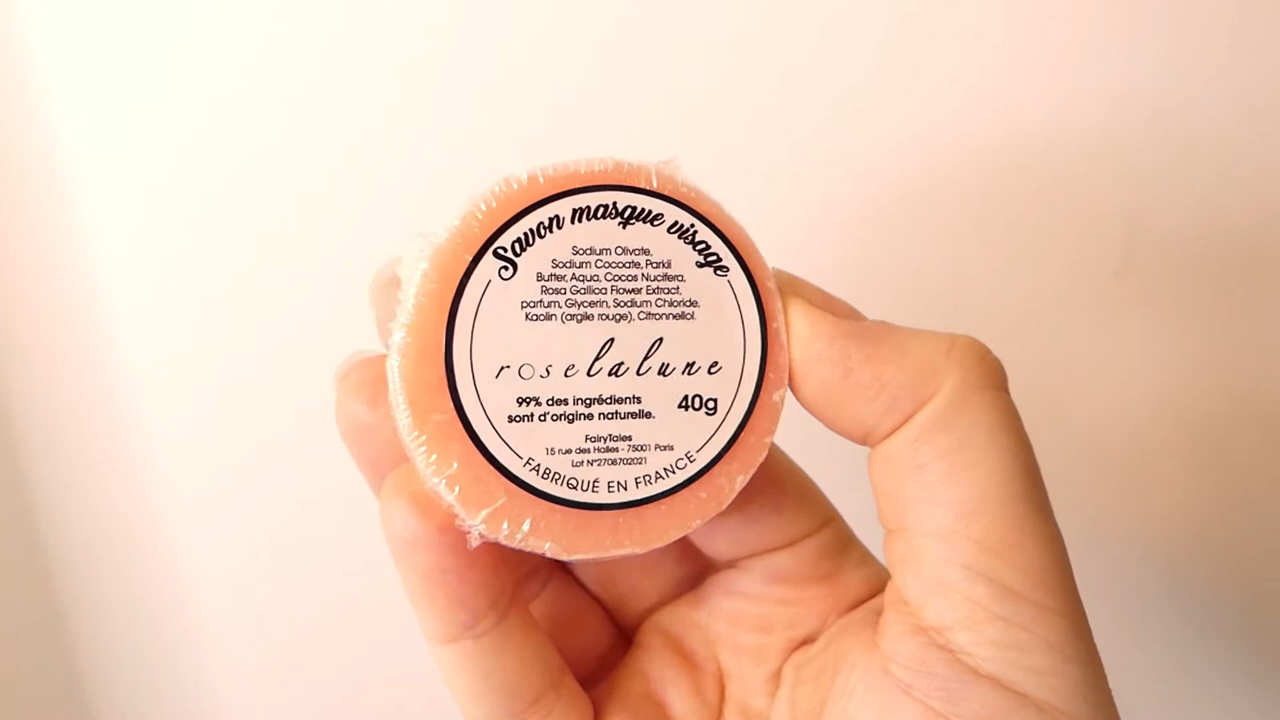 Savon masque visage
Sodium Olivate,
Sodium Cocoate, Parkii
Butter, Aqua, Cocos Nucifera,
Rosa Gallica Flower Extract,
parfum, Glycerin, Sodium Chloride,
Kaolin (argile rouge), Citronnellol.
roselalune
99% des ingrédients
sont d'origine naturelle.
40g
FairyTales
15 rue des Halles - 75001 Paris
Lot N°2708702021
FABRIQUÉ EN FRANCE